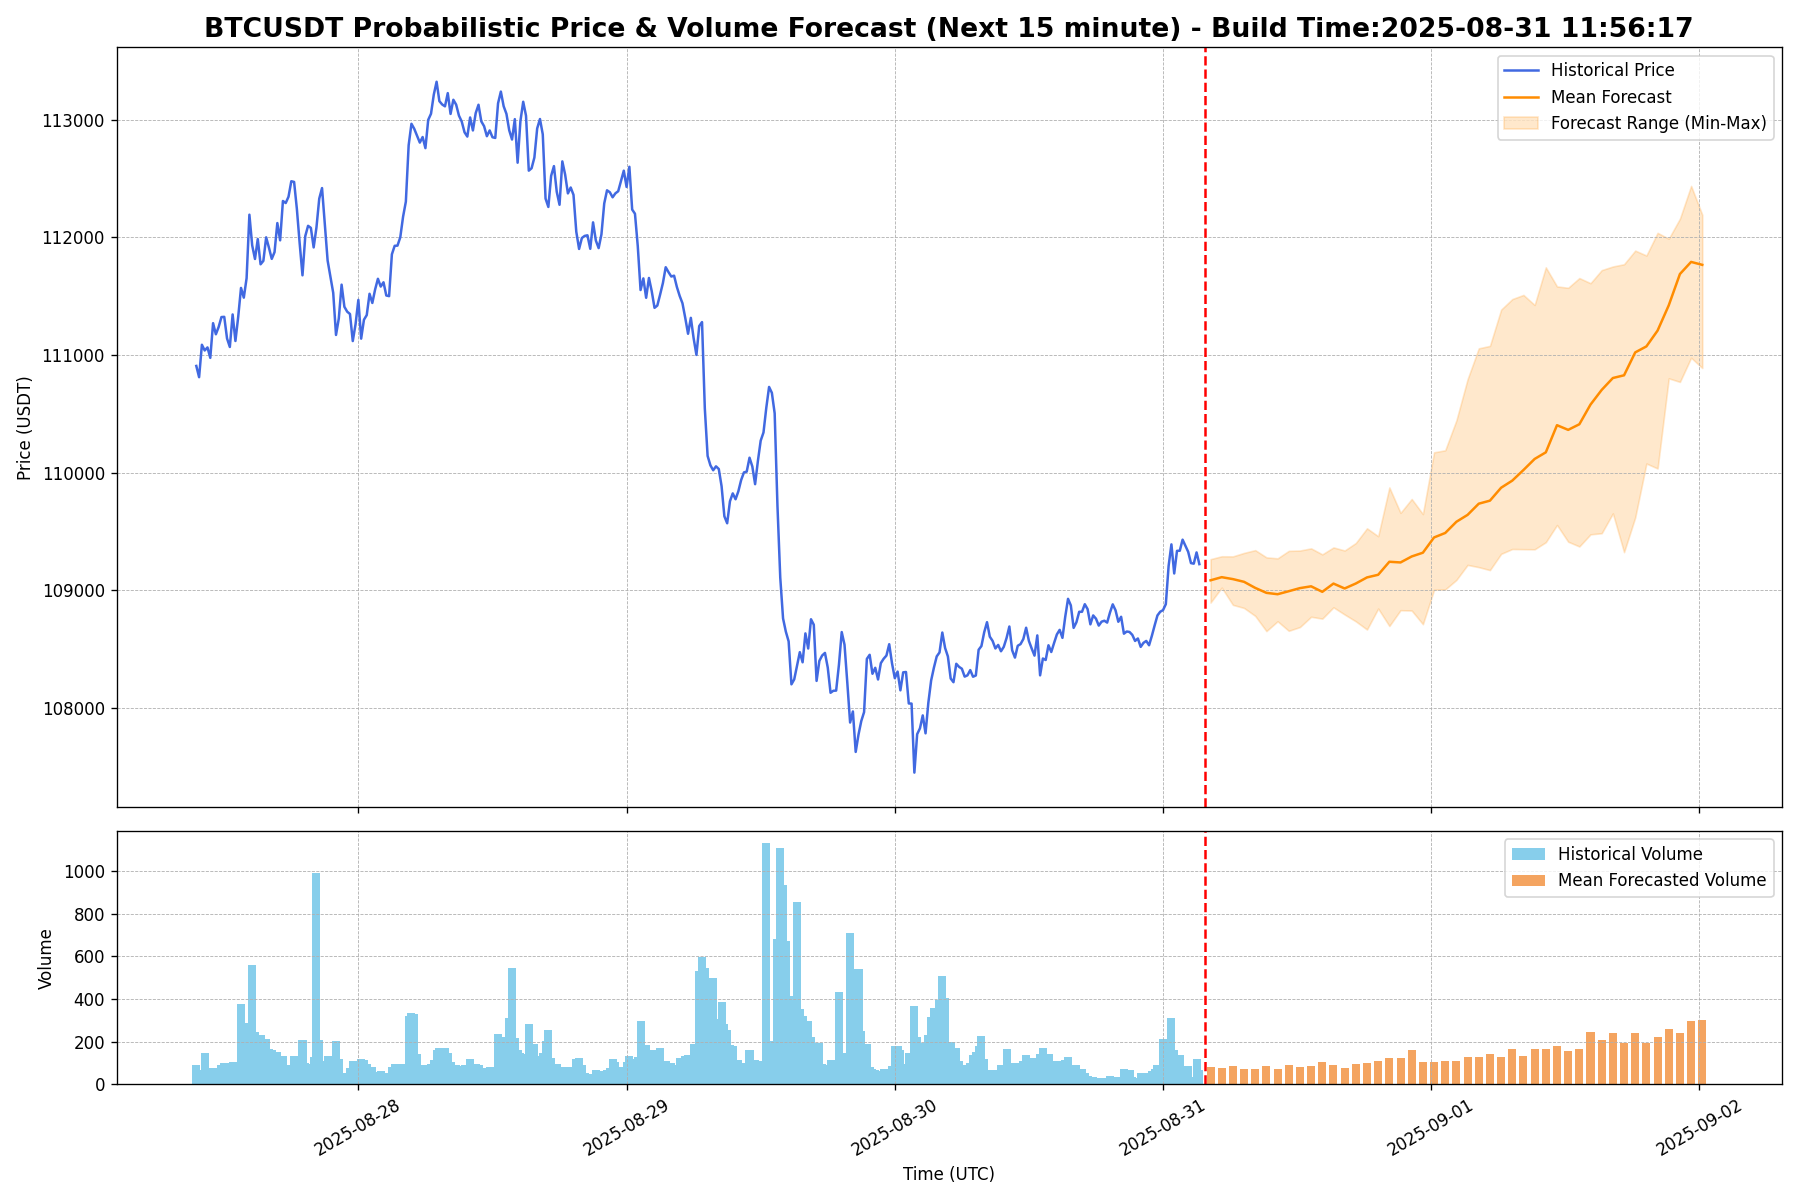 BTCUSDT Probabilistic Price & Volume Forecast (Next 15 minute) - Build Time:2025-08-31 11:56:17
Historical Price
Mean Forecast
Forecast Range (Min-Max)
113000
112000
111000
110000
109000
108000
Price (USDT)
Historical Volume
Mean Forecasted Volume
1000
800
600
400
200
0
Volume
2025-08-28
2025-08-29
2025-08-30
2025-08-31
2025-09-01
2025-09-02
Time (UTC)